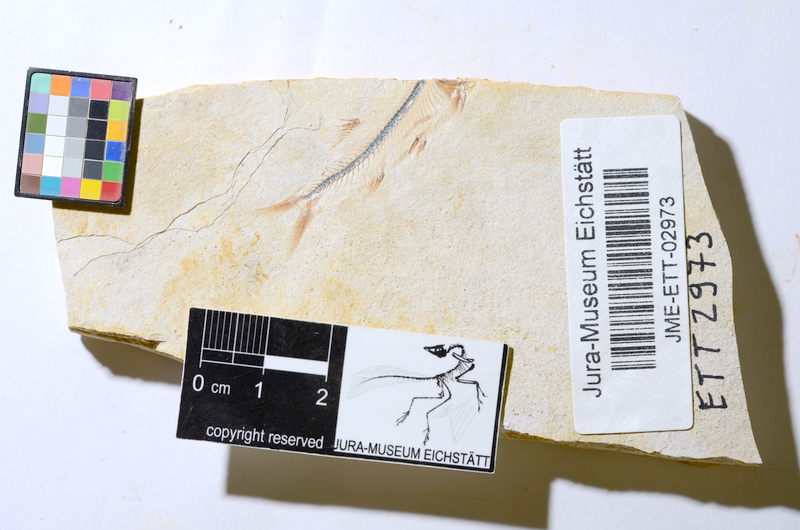 Jura-Museum Eichstätt
JME-ETT-02973
ETT 2973
0 cm 1 2
copyright reserved
JURA-MUSEUM EICHSTÄTT